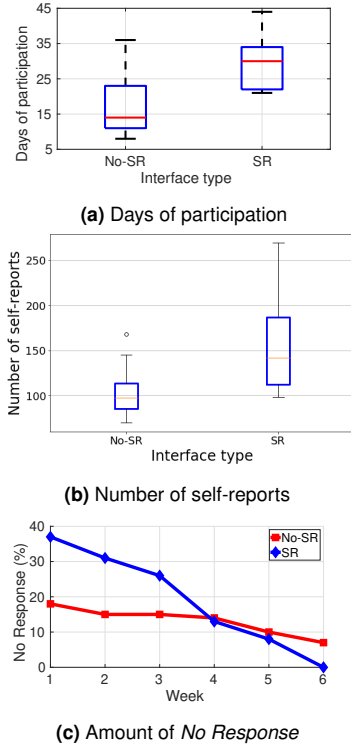 45
35
25
15
5
Days of participation
No-SR
SR
Interface type
(a) Days of participation
250
200
150
100
Number of self-reports
No-SR
SR
Interface type
(b) Number of self-reports
40
30
20
10
0
No Response (%)
No-SR
SR
1 2 3 4 5 6
Week
(c) Amount of No Response